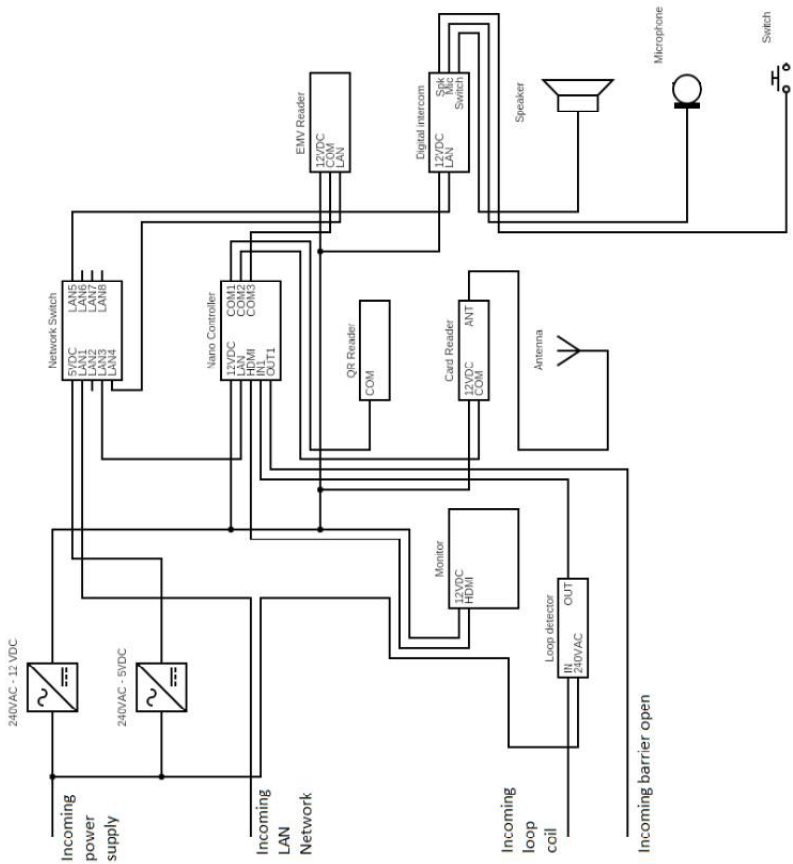 Microphone
Switch
Speaker
Digital intercom
Spk
Mic
Switch
12VDC
LAN
EMV Reader
12VDC
COM
LAN
Network Switch
5VDC
LAN1
LAN2
LAN3
LAN4
LAN5
LAN6
LAN7
LAN8
Nano Controller
12VDC
LAN
HDMI
IN1
OUT1
COM1
COM2
COM3
QR Reader
COM
Card Reader
12VDC
COM
ANT
Antenna
Monitor
12VDC
HDMI
Loop detector
IN
240VAC
OUT
240VAC - 12 VDC
240VAC - 5VDC
Incoming
power
supply
Incoming
LAN
Network
Incoming
loop
coil
Incoming barrier open